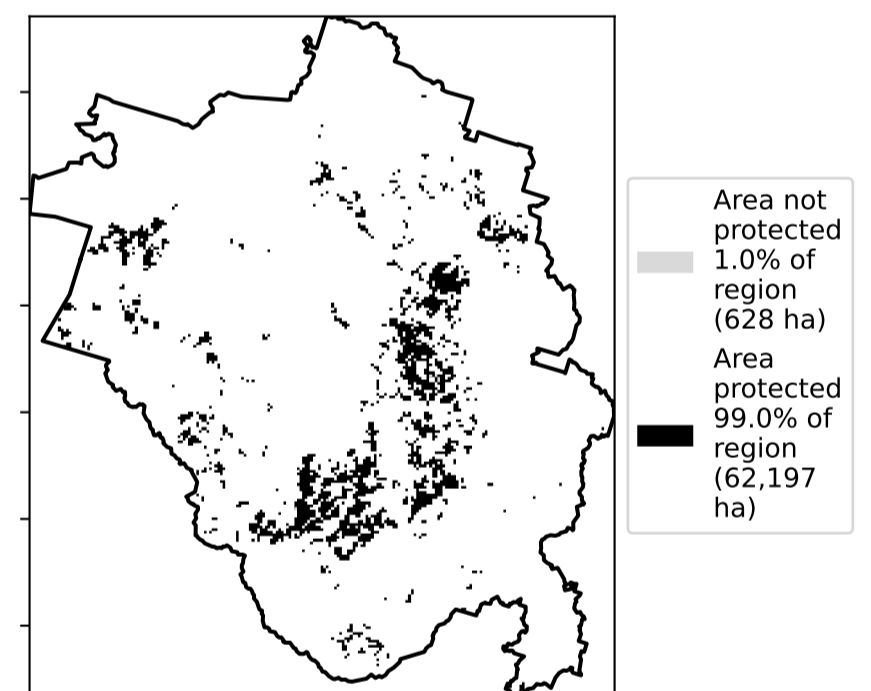 Area not
protected
1.0% of
region
(628 ha)
Area
protected
99.0% of
region
(62,197
ha)